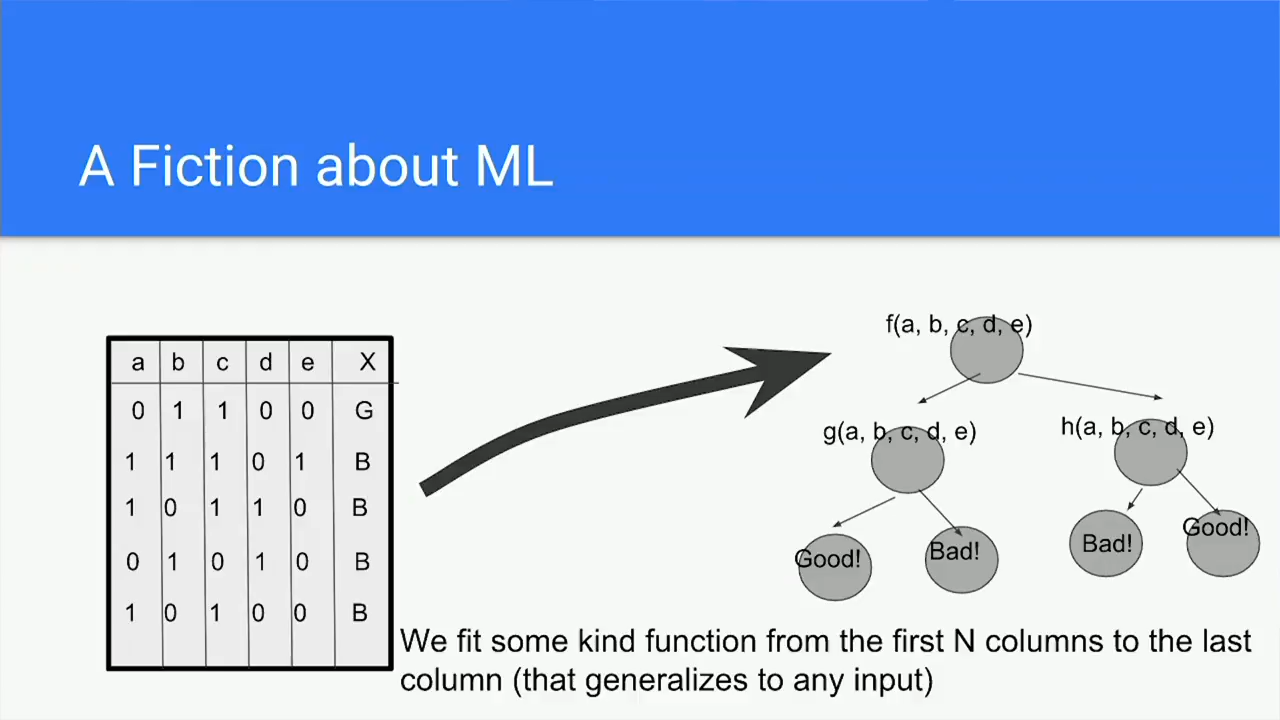 A Fiction about ML
a b c d e X
0 1 1 0 0 G
1 1 1 0 1 B
1 0 1 1 0 B
0 1 0 1 0 B
1 0 1 0 0 B
f(a, b, c, d, e)
g(a, b, c, d, e)
h(a, b, c, d, e)
Good!
Bad!
Bad!
Good!
We fit some kind function from the first N columns to the last
column (that generalizes to any input)